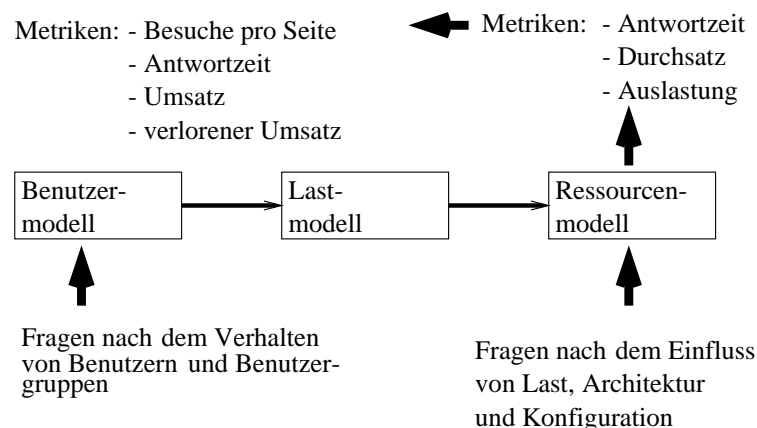 Metriken: - Besuche pro Seite
- Antwortzeit
- Umsatz
- verlorener Umsatz
Metriken: - Antwortzeit
- Durchsatz
- Auslastung
Benutzer-
modell
Last-
modell
Ressourcen-
modell
Fragen nach dem Verhalten
von Benutzern und Benutzer-
gruppen
Fragen nach dem Einfluss
von Last, Architektur
und Konfiguration